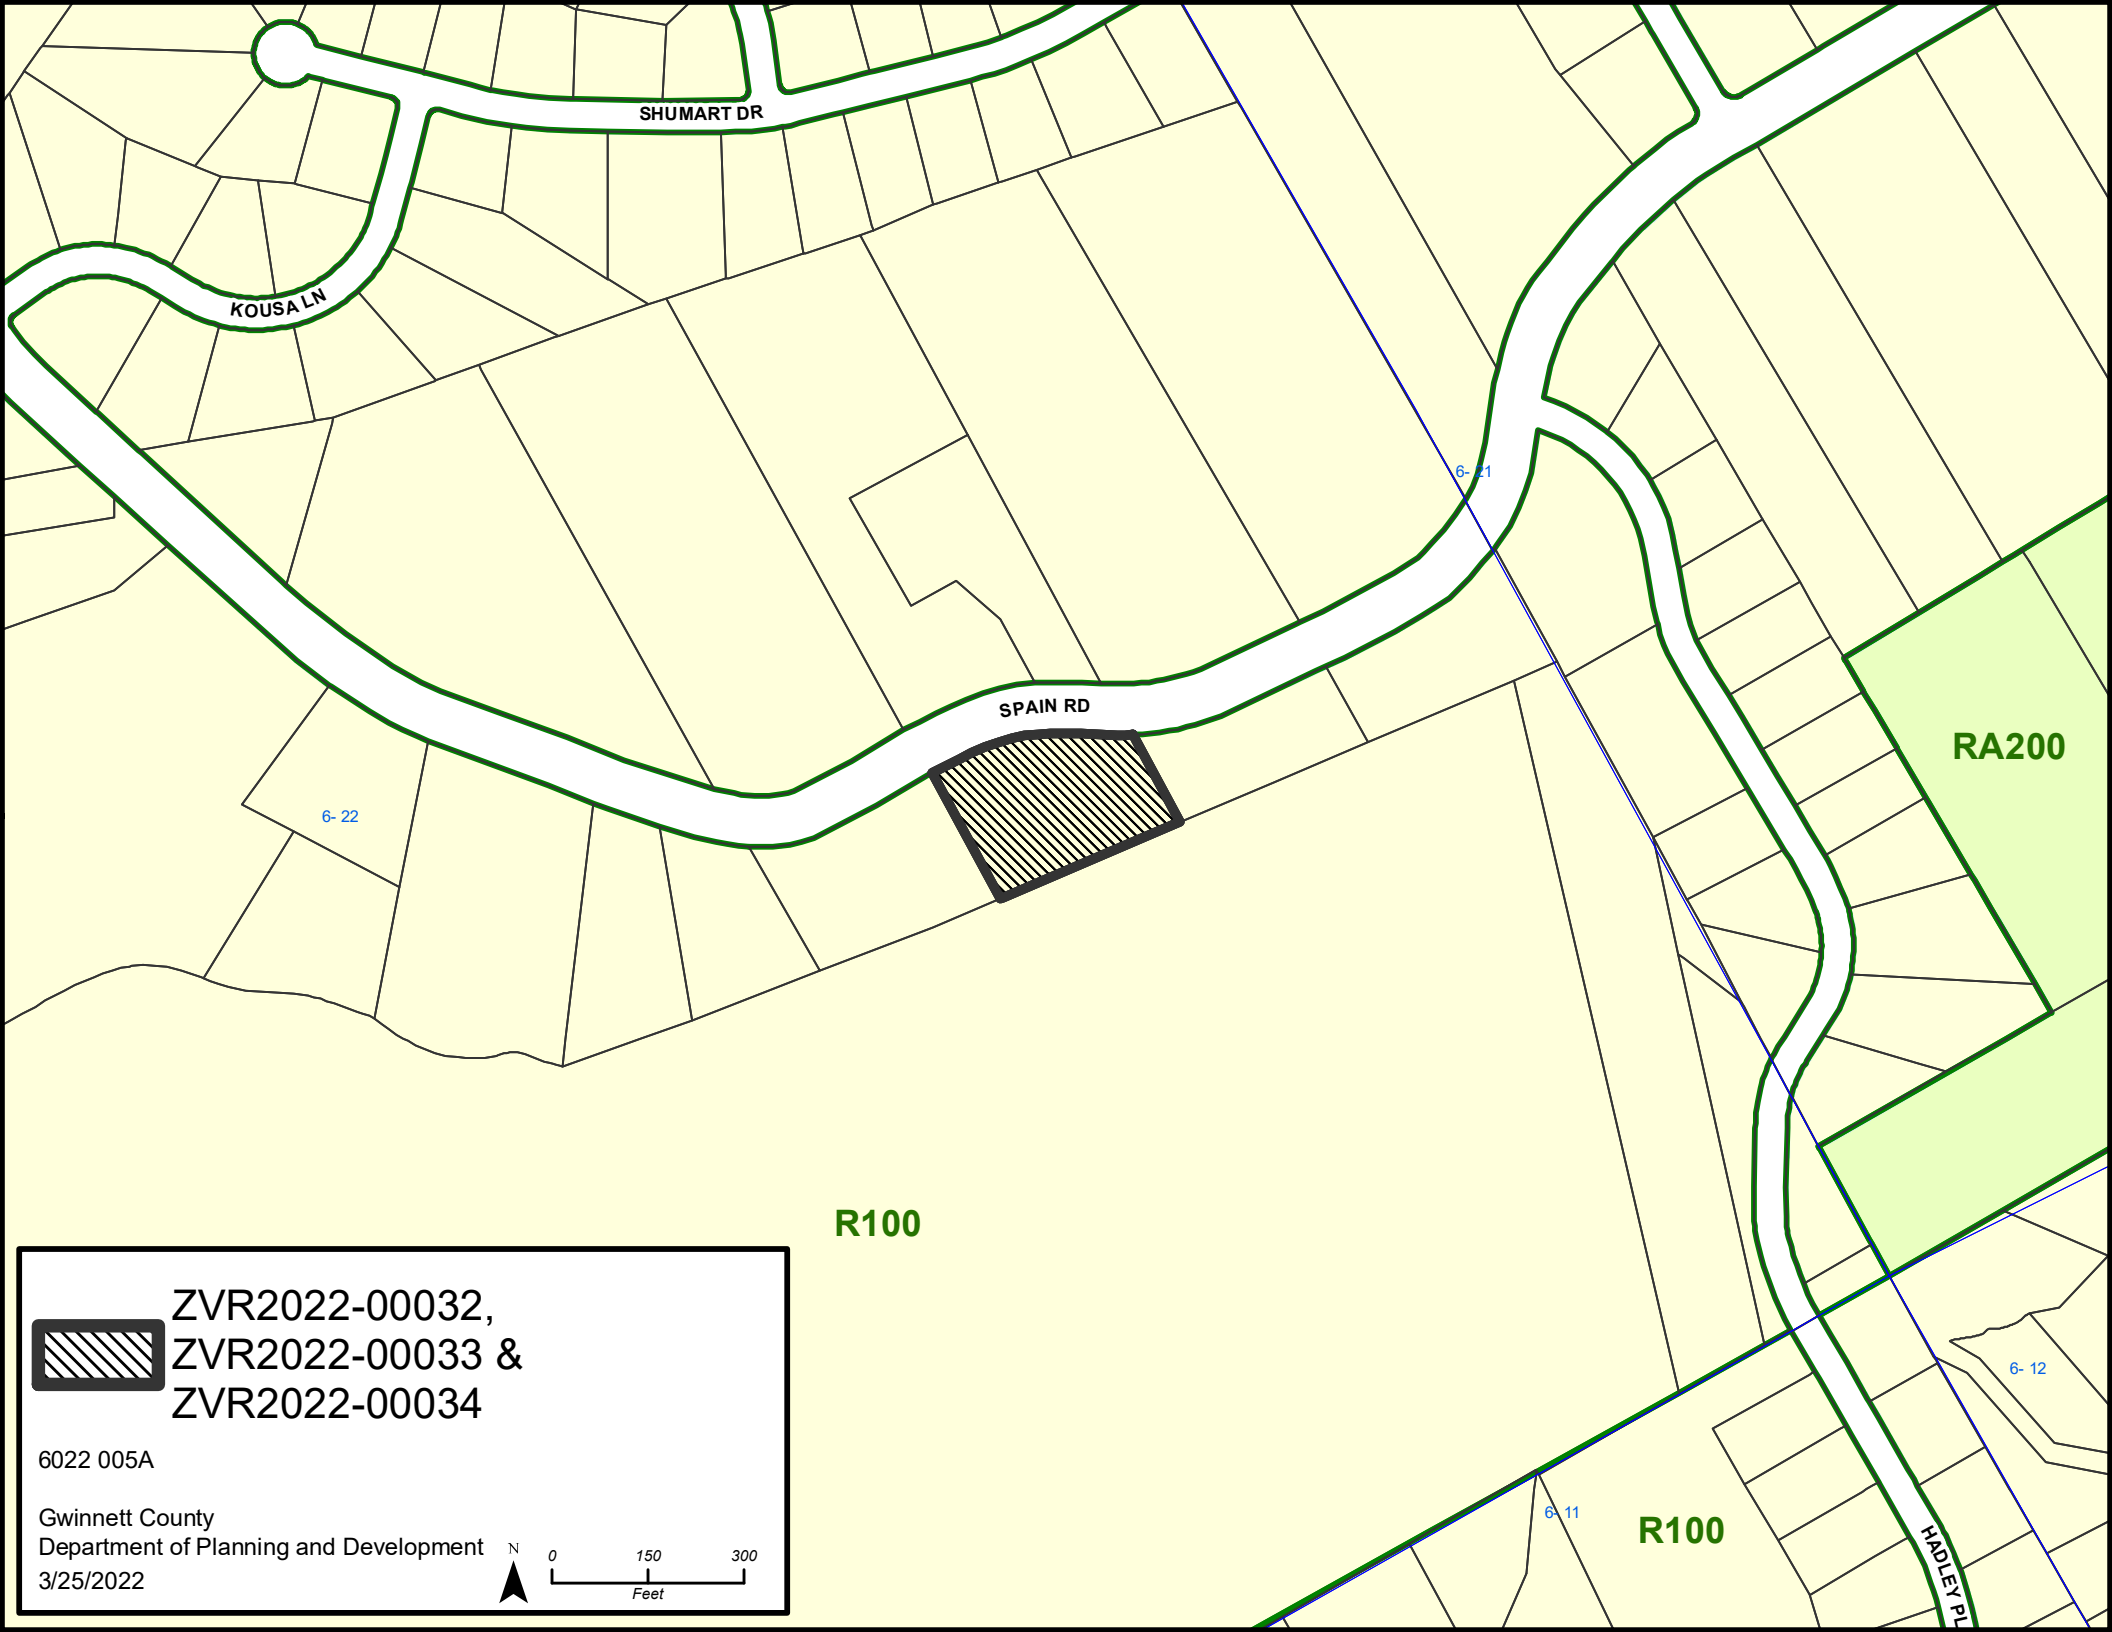 SHUMART DR
KOUSA LN
6- 21
SPAIN RD
RA200
6- 22
R100
ZVR2022-00032,
ZVR2022-00033 &
ZVR2022-00034
6022 005A
Gwinnett County
Department of Planning and Development
3/25/2022
N
0 150 300
Feet
6- 12
6- 11
R100
HADLEY PL